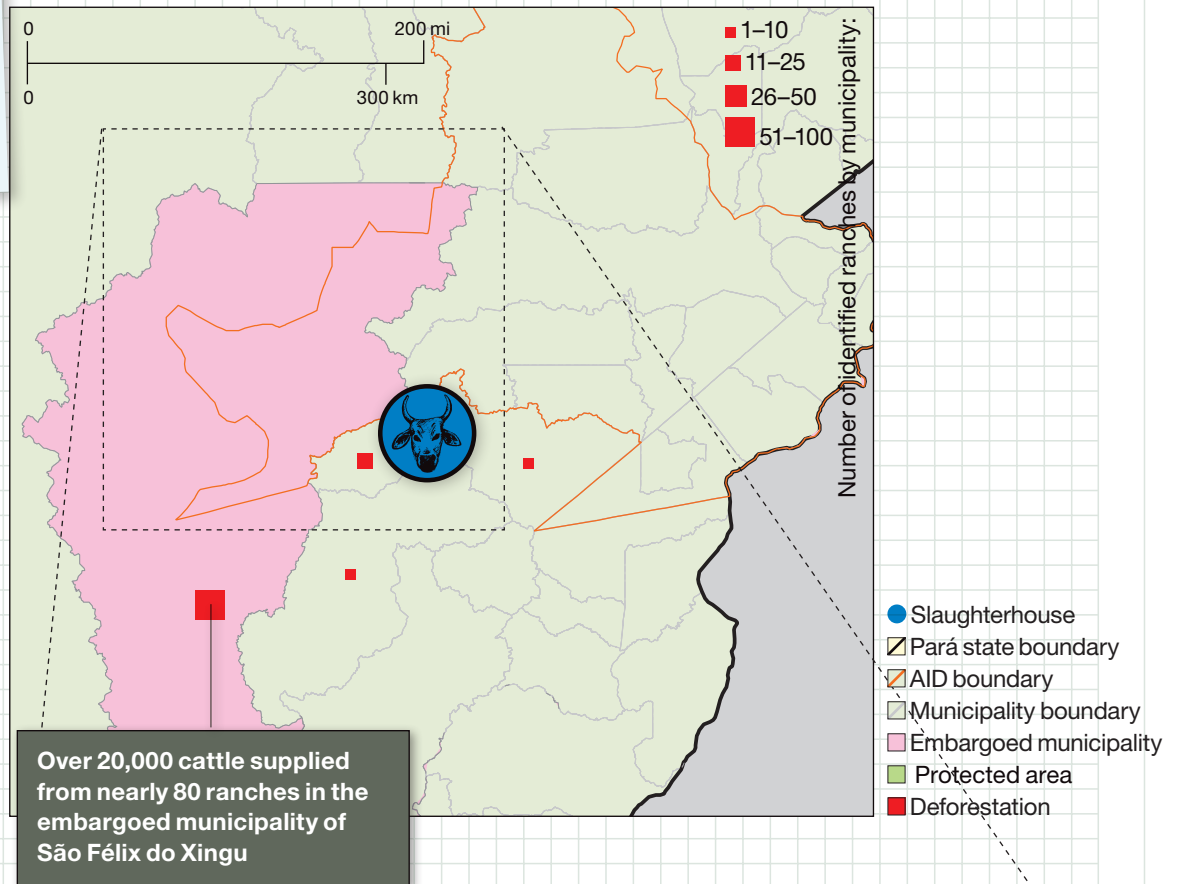 0
200 mi
0
300 km
Number of identified ranches by municipality:
1–10
11–25
26–50
51–100
Slaughterhouse
Pará state boundary
AID boundary
Municipality boundary
Embargoed municipality
Protected area
Deforestation
Over 20,000 cattle supplied
from nearly 80 ranches in the
embargoed municipality of
São Félix do Xingu